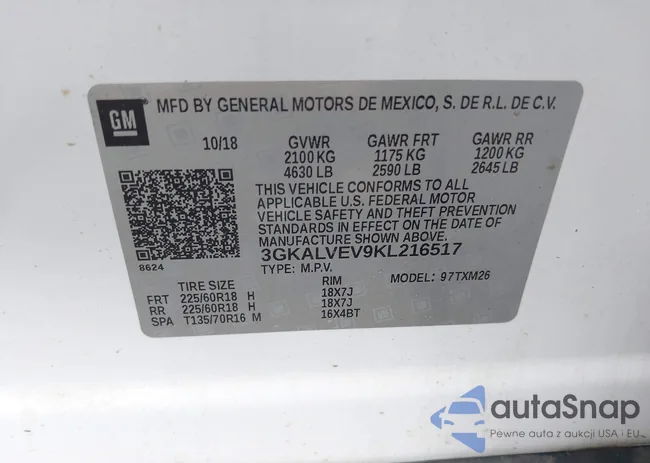 GM
MFD BY GENERAL MOTORS DE MEXICO, S. DE R.L. DE C.V.
10/18 GVWR GAWR FRT GAWR RR
2100 KG 1175 KG 1200 KG
4630 LB 2590 LB 2645 LB
THIS VEHICLE CONFORMS TO ALL
APPLICABLE U.S. FEDERAL MOTOR
VEHICLE SAFETY AND THEFT PREVENTION
STANDARDS IN EFFECT ON THE DATE OF
MANUFACTURE SHOWN ABOVE.
8624
3GKALVEV9KL216517
TYPE: M.P.V. MODEL: 97TXM26
TIRE SIZE RIM
FRT 225/60R18 H 18X7J
RR 225/60R18 H 18X7J
SPA T135/70R16 M 16X4BT
autaSnap
Pewne auta z aukcji USA i EU